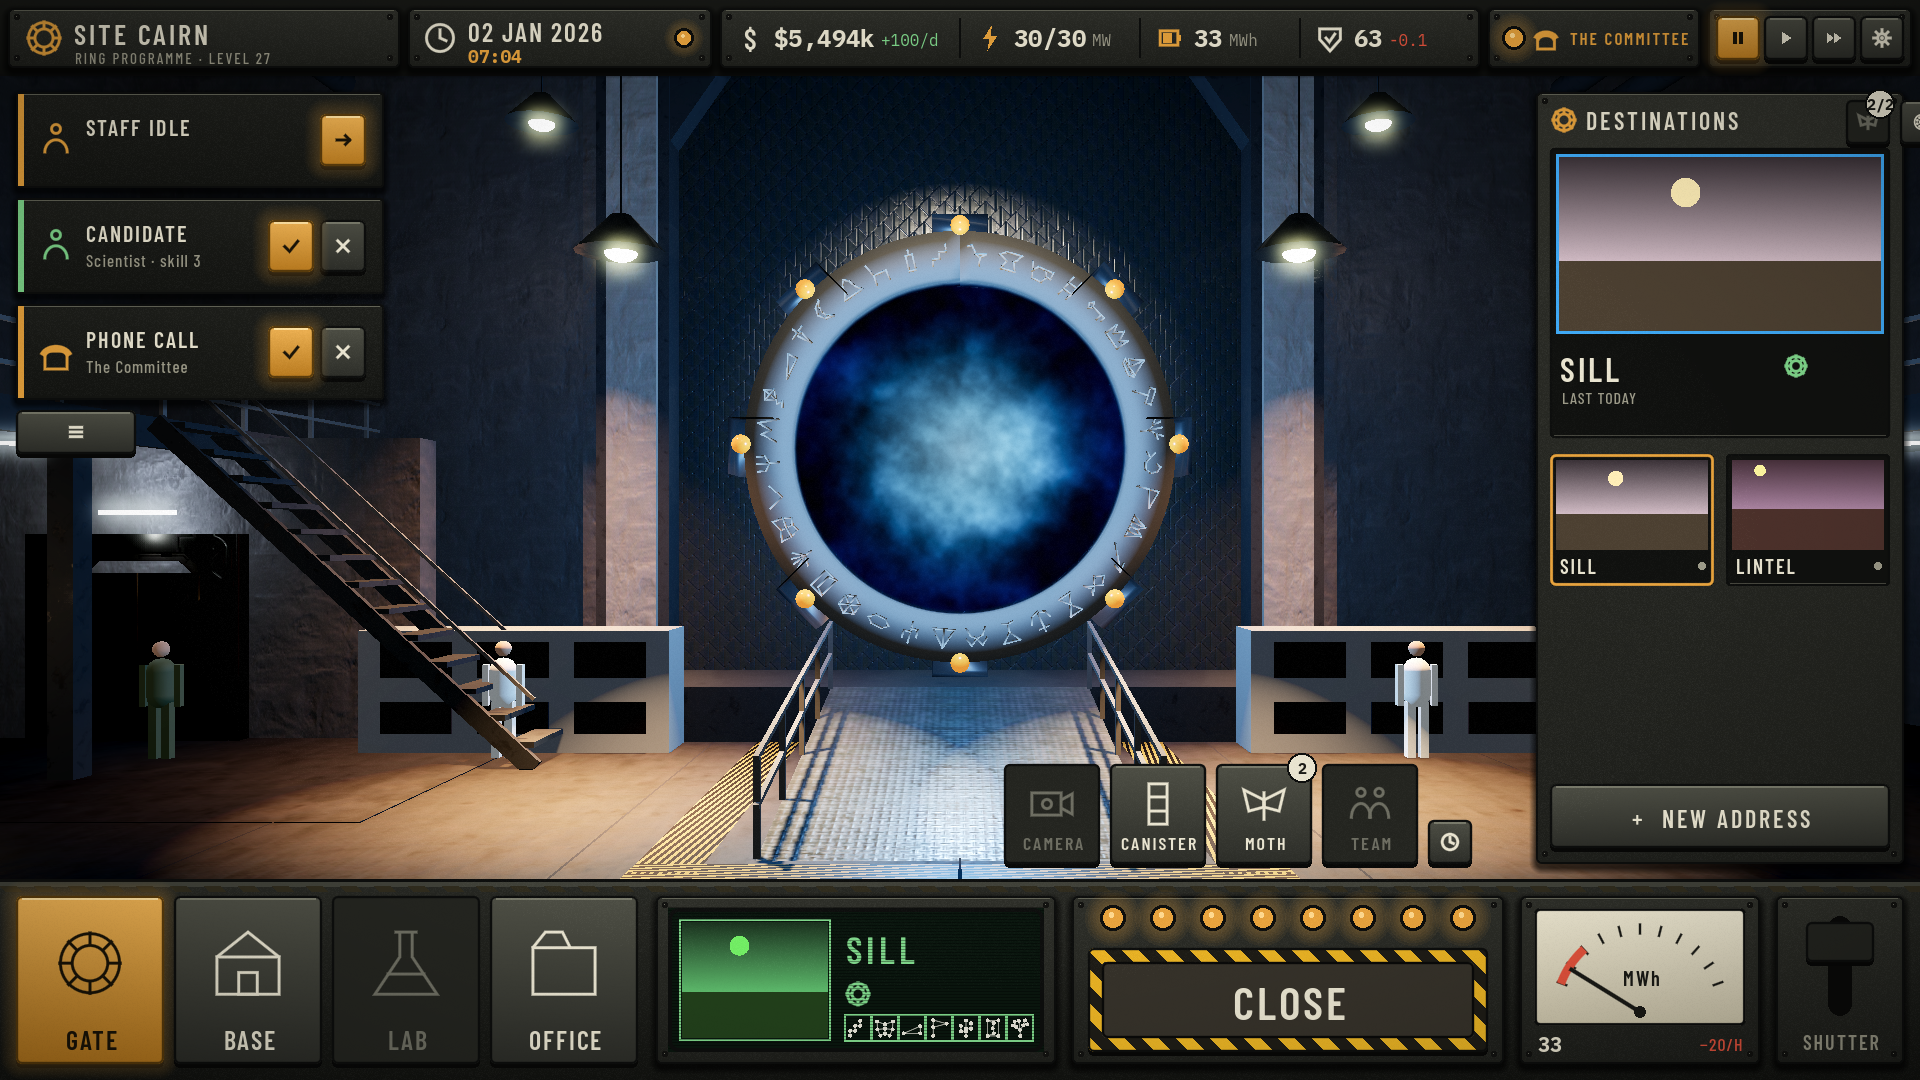 SITE CAIRN
RING PROGRAMME · LEVEL 27
02 JAN 2026
07:04
$ $5,494k +100/d
30/30 MW
33 MWh
63 -0.1
THE COMMITTEE
STAFF IDLE
CANDIDATE
Scientist · skill 3
PHONE CALL
The Committee
DESTINATIONS
2/2
SILL
LAST TODAY
SILL
LINTEL
+ NEW ADDRESS
CAMERA
CANISTER
2
MOTH
TEAM
GATE
BASE
LAB
OFFICE
SILL
CLOSE
MWh
33
-20/H
SHUTTER